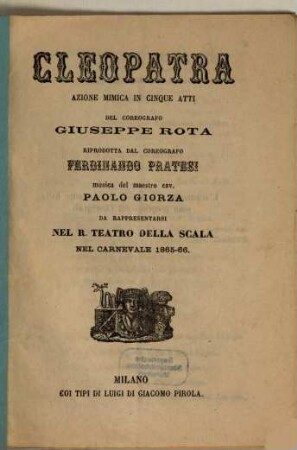 CLEOPATRA
AZIONE MIMICA IN CINQUE ATTI
DEL COREOGRAFO
GIUSEPPE ROTA
RIPRODOTTA DAL COREOGRAFO
FERDINANDO PRATESI
musica del maestro cav.
PAOLO GIORZA
DA RAPPRESENTARSI
NEL R. TEATRO DELLA SCALA
NEL CARNEVALE 1865-66.
MILANO
COI TIPI DI LUIGI DI GIACOMO PIROLA.